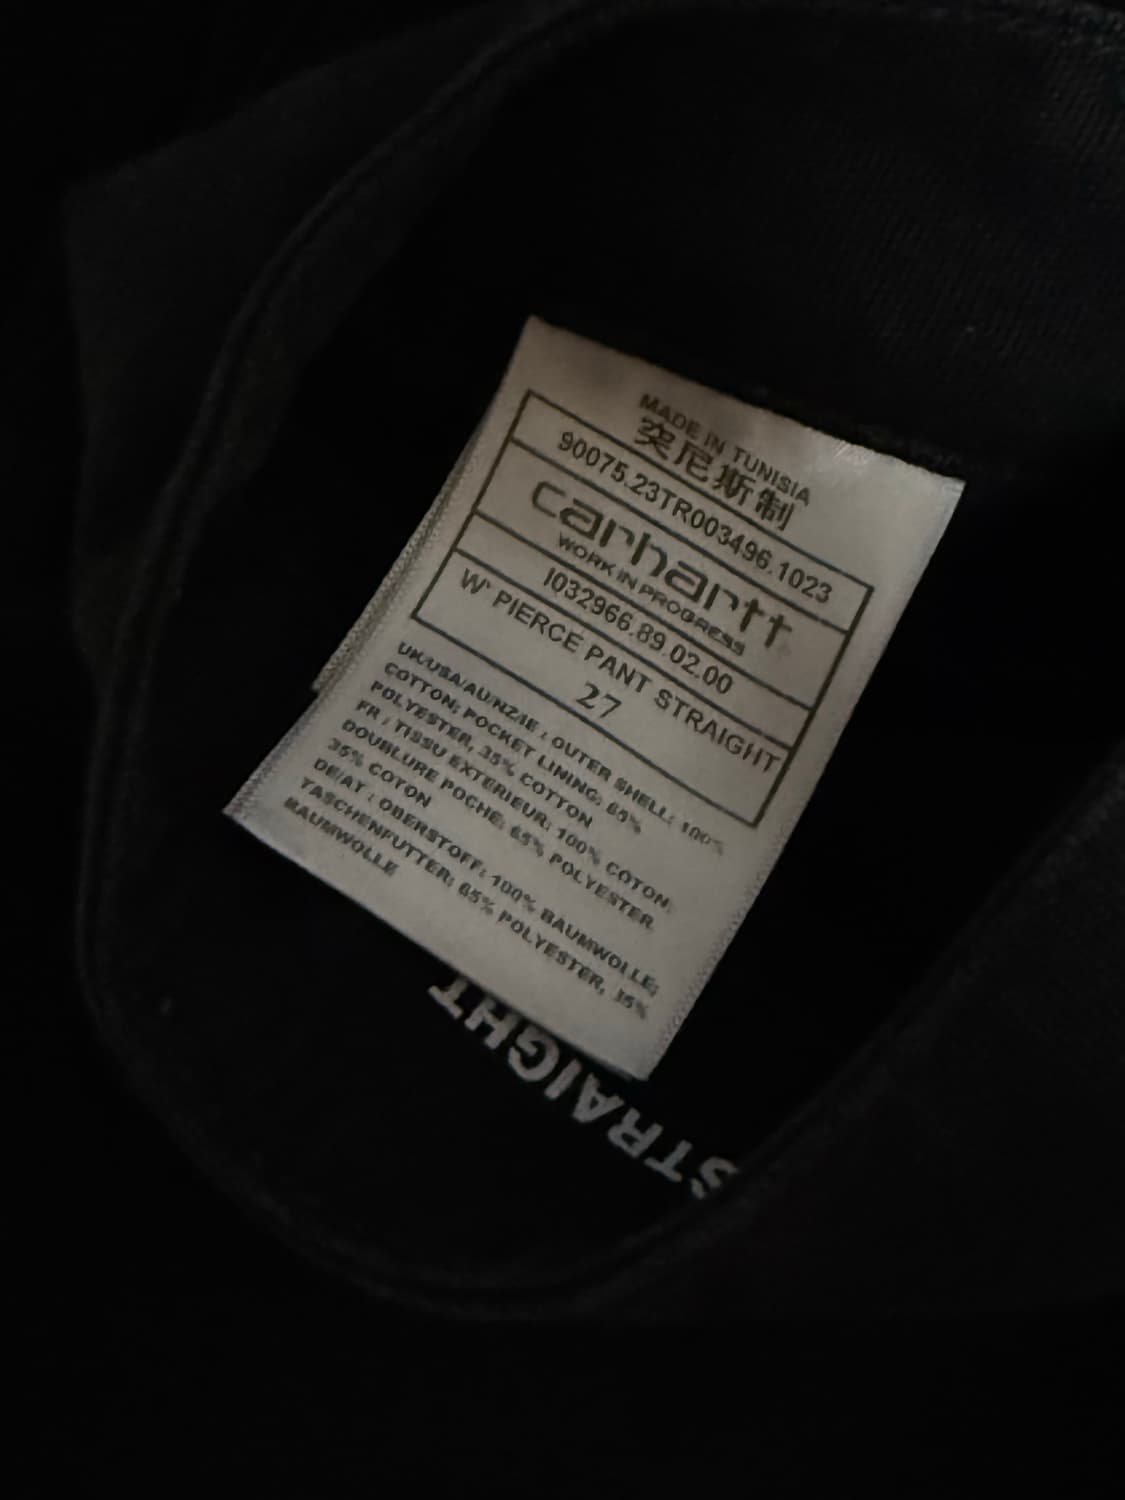 MADE IN TUNISIA
突尼斯制
90075.23TR003496.1023
carhartt
WORK IN PROGRESS
I032966.89.02.00
W' PIERCE PANT STRAIGHT
27
UK/USA/AU/NZ/IE : OUTER SHELL: 100%
COTTON; POCKET LINING: 65%
POLYESTER, 35% COTTON
FR / TISSU EXTERIEUR: 100% COTON;
DOUBLURE POCHE: 65% POLYESTER,
35% COTON
DE/AT : OBERSTOFF: 100% BAUMWOLLE;
TASCHENFUTTER: 65% POLYESTER, 35%
BAUMWOLLE
STRAIGHT